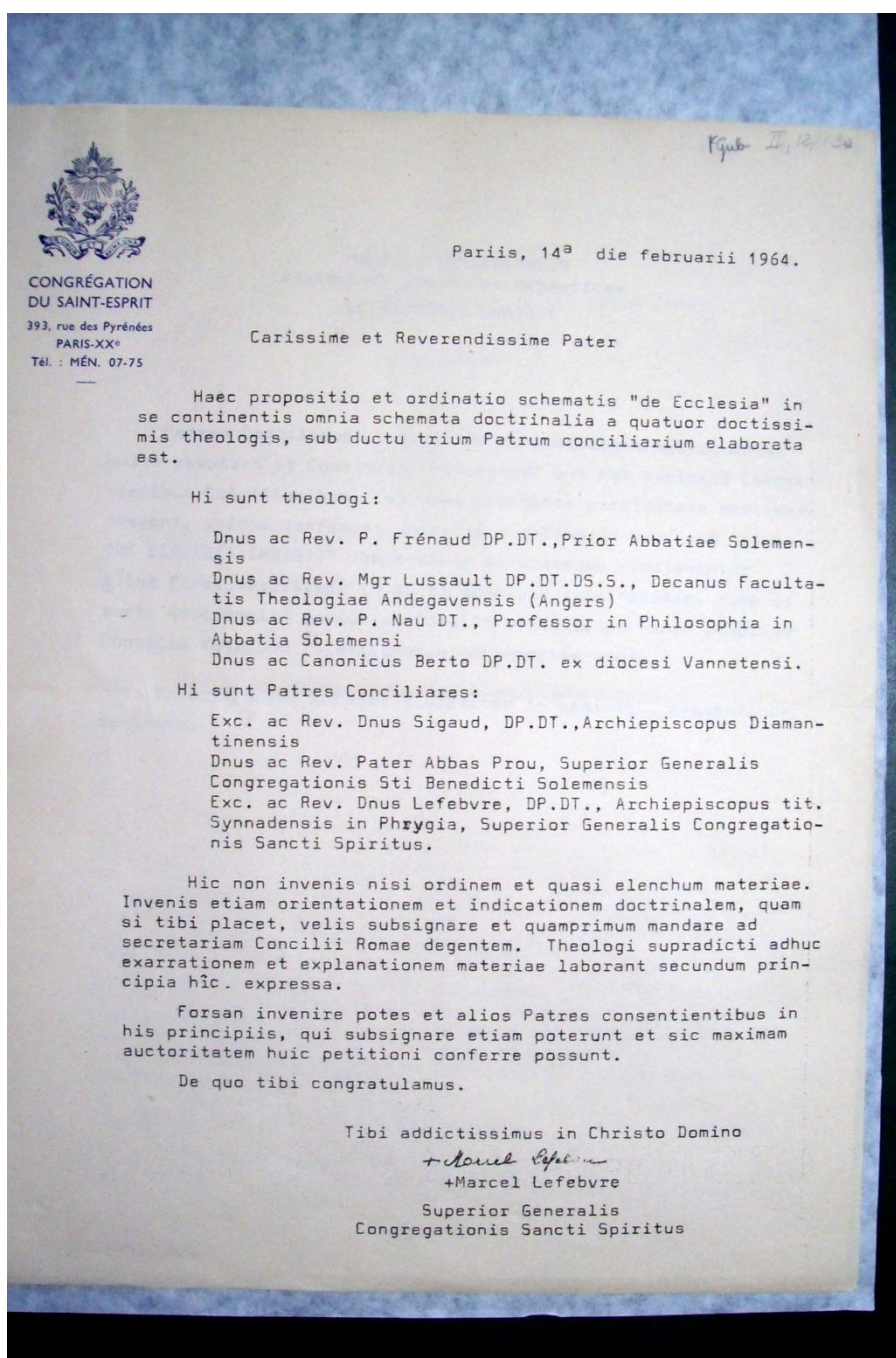 II, 12,
Pariis, 14ª die februarii 1964.
CONGRÉGATION
DU SAINT-ESPRIT
393, rue des Pyrénées
PARIS-XXᵉ
Tél. : MÉN. 07-75
Carissime et Reverendissime Pater
Haec propositio et ordinatio schematis "de Ecclesia" in
se continentis omnia schemata doctrinalia a quatuor doctissi-
mis theologis, sub ductu trium Patrum conciliarium elaborata
est.
Hi sunt theologi:
Dnus ac Rev. P. Frénaud DP.DT.,Prior Abbatiae Solemen-
sis
Dnus ac Rev. Mgr Lussault DP.DT.DS.S., Decanus Faculta-
tis Theologiae Andegavensis (Angers)
Dnus ac Rev. P. Nau DT., Professor in Philosophia in
Abbatia Solemensi
Dnus ac Canonicus Berto DP.DT. ex diocesi Vannetensi.
Hi sunt Patres Conciliares:
Exc. ac Rev. Dnus Sigaud, DP.DT.,Archiepiscopus Diaman-
tinensis
Dnus ac Rev. Pater Abbas Prou, Superior Generalis
Congregationis Sti Benedicti Solemensis
Exc. ac Rev. Dnus Lefebvre, DP.DT., Archiepiscopus tit.
Synnadensis in Phrygia, Superior Generalis Congregatio-
nis Sancti Spiritus.
Hic non invenis nisi ordinem et quasi elenchum materiae.
Invenis etiam orientationem et indicationem doctrinalem, quam
si tibi placet, velis subsignare et quamprimum mandare ad
secretariam Concilii Romae degentem. Theologi supradicti adhuc
exarrationem et explanationem materiae laborant secundum prin-
cipia hîc. expressa.
Forsan invenire potes et alios Patres consentientibus in
his principiis, qui subsignare etiam poterunt et sic maximam
auctoritatem huic petitioni conferre possunt.
De quo tibi congratulamus.
Tibi addictissimus in Christo Domino
+ Marcel Lefebvre
+Marcel Lefebvre
Superior Generalis
Congregationis Sancti Spiritus